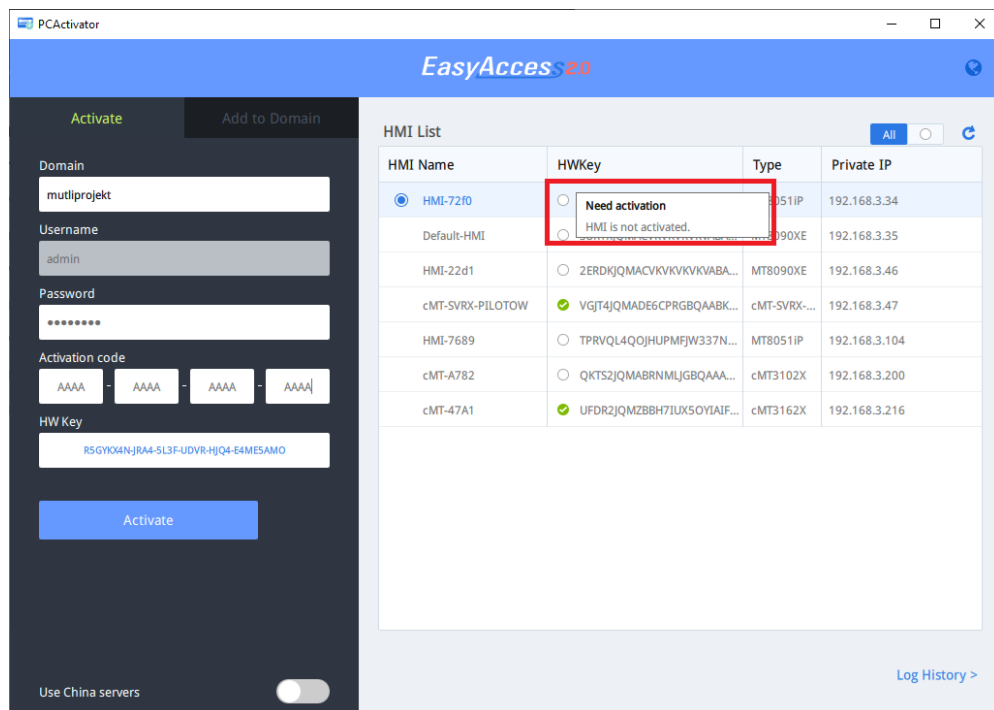 PCActivator
EasyAccess2.0
Activate Add to Domain
Domain
mutliprojekt
Username
admin
Password
Activation code
AAAA - AAAA - AAAA - AAAA
HW Key
R5GYKX4N-JRA4-5L3F-UDVR-HJQ4-E4ME5AMO
Activate
Use China servers
HMI List
All
HMI Name HWKey Type Private IP
HMI-72f0 192.168.3.34
Need activation
HMI is not activated.
Default-HMI 192.168.3.35
HMI-22d1 2ERDKJQMACVKVKVKVKVABA... MT8090XE 192.168.3.46
cMT-SVRX-PILOTOW VGJT4JQMADE6CPRGBQAABK... cMT-SVRX-... 192.168.3.47
HMI-7689 TPRVQL4QOJHUPMFJW337N... MT8051iP 192.168.3.104
cMT-A782 QKTS2JQMABRNMLJGBQAAA... cMT3102X 192.168.3.200
cMT-47A1 UFDR2JQMZBBH7IUX5OYIAIF... cMT3162X 192.168.3.216
Log History >